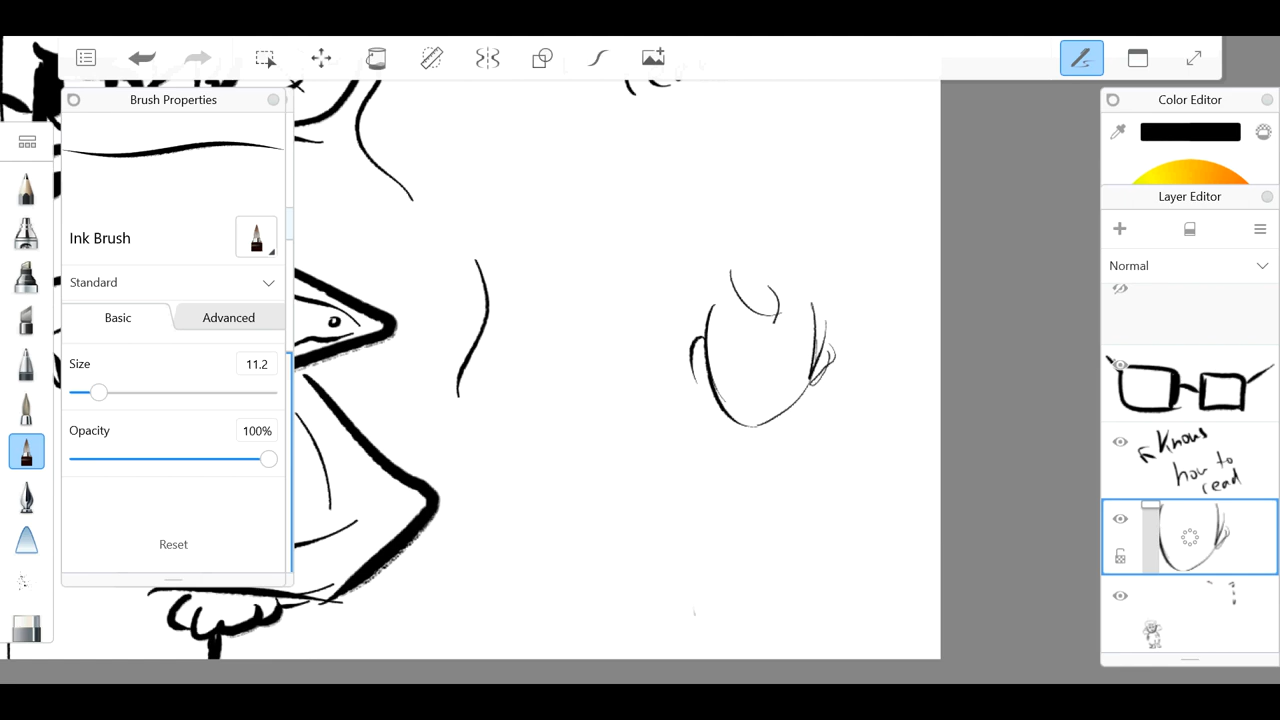 Brush Properties
Ink Brush
Standard
Basic
Advanced
Size
11.2
Opacity
100%
Reset
Color Editor
Layer Editor
Normal
Knows
how to
read